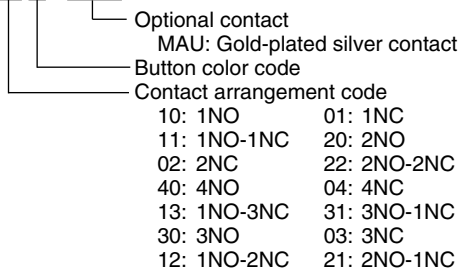 Optional contact
MAU: Gold-plated silver contact
Button color code
Contact arrangement code
10: 1NO 01: 1NC
11: 1NO-1NC 20: 2NO
02: 2NC 22: 2NO-2NC
40: 4NO 04: 4NC
13: 1NO-3NC 31: 3NO-1NC
30: 3NO 03: 3NC
12: 1NO-2NC 21: 2NO-1NC